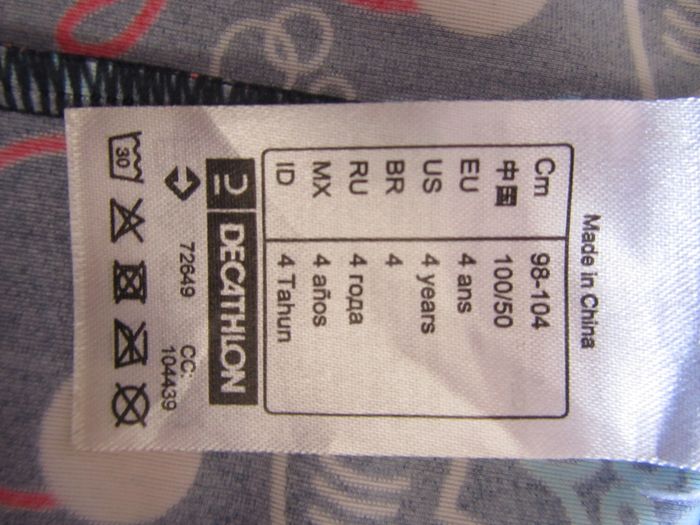 Made in China
Cm 98-104
中国 100/50
EU 4 ans
US 4 years
BR 4
RU 4 года
MX 4 años
ID 4 Tahun
DECATHLON
72649 CC:
104439
30